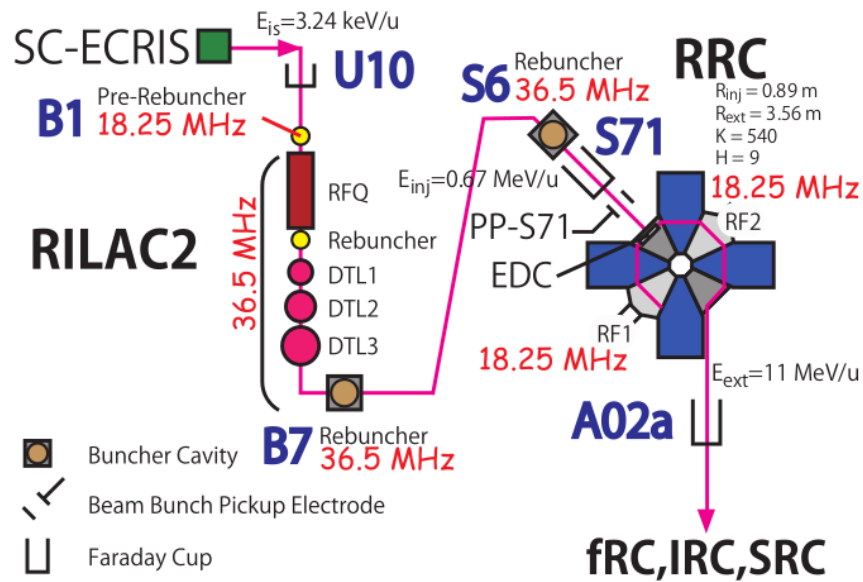 SC-ECRIS
E_is=3.24 keV/u
U10
B1
Pre-Rebuncher
18.25 MHz
RILAC2
36.5 MHz
RFQ
Rebuncher
DTL1
DTL2
DTL3
B7
Rebuncher
36.5 MHz
S6
Rebuncher
36.5 MHz
S71
E_inj=0.67 MeV/u
PP-S71
EDC
RRC
R_inj = 0.89 m
R_ext = 3.56 m
K = 540
H = 9
18.25 MHz
RF2
RF1
18.25 MHz
E_ext=11 MeV/u
A02a
fRC,IRC,SRC
Buncher Cavity
Beam Bunch Pickup Electrode
Faraday Cup